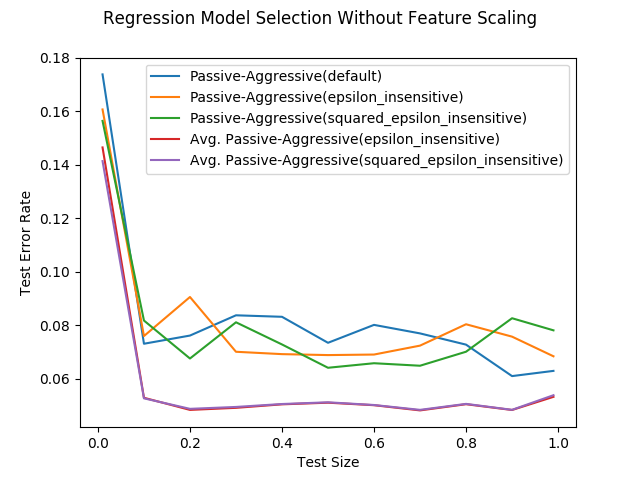 Regression Model Selection Without Feature Scaling
0.18
0.16
0.14
0.12
0.10
0.08
0.06
Test Error Rate
Passive-Aggressive(default)
Passive-Aggressive(epsilon_insensitive)
Passive-Aggressive(squared_epsilon_insensitive)
Avg. Passive-Aggressive(epsilon_insensitive)
Avg. Passive-Aggressive(squared_epsilon_insensitive)
0.0 0.2 0.4 0.6 0.8 1.0
Test Size